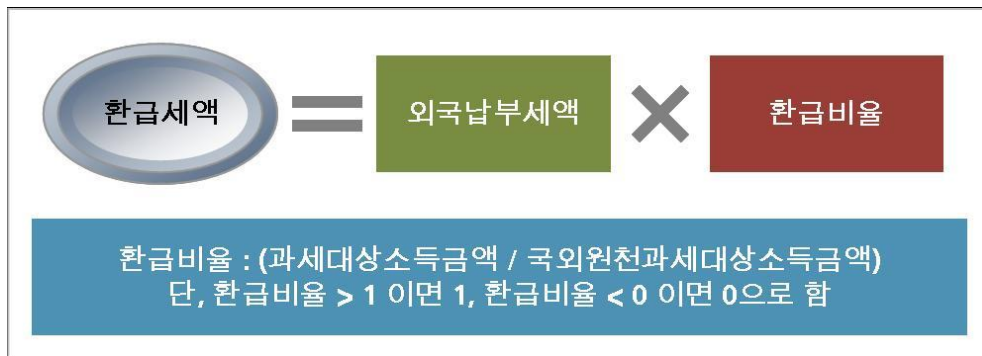 환급세액 = 외국납부세액 × 환급비율
환급비율 : (과세대상소득금액 / 국외원천과세대상소득금액)
단, 환급비율 > 1 이면 1, 환급비율 < 0 이면 0으로 함